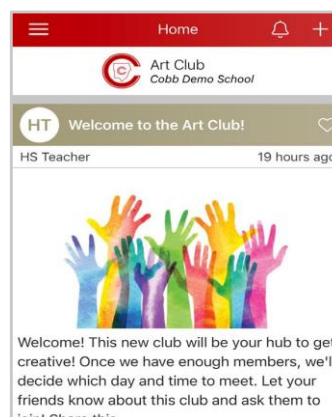 Home
Art Club
Cobb Demo School
HT Welcome to the Art Club!
HS Teacher 19 hours ago
Welcome! This new club will be your hub to get
creative! Once we have enough members, we'll
decide which day and time to meet. Let your
friends know about this club and ask them to